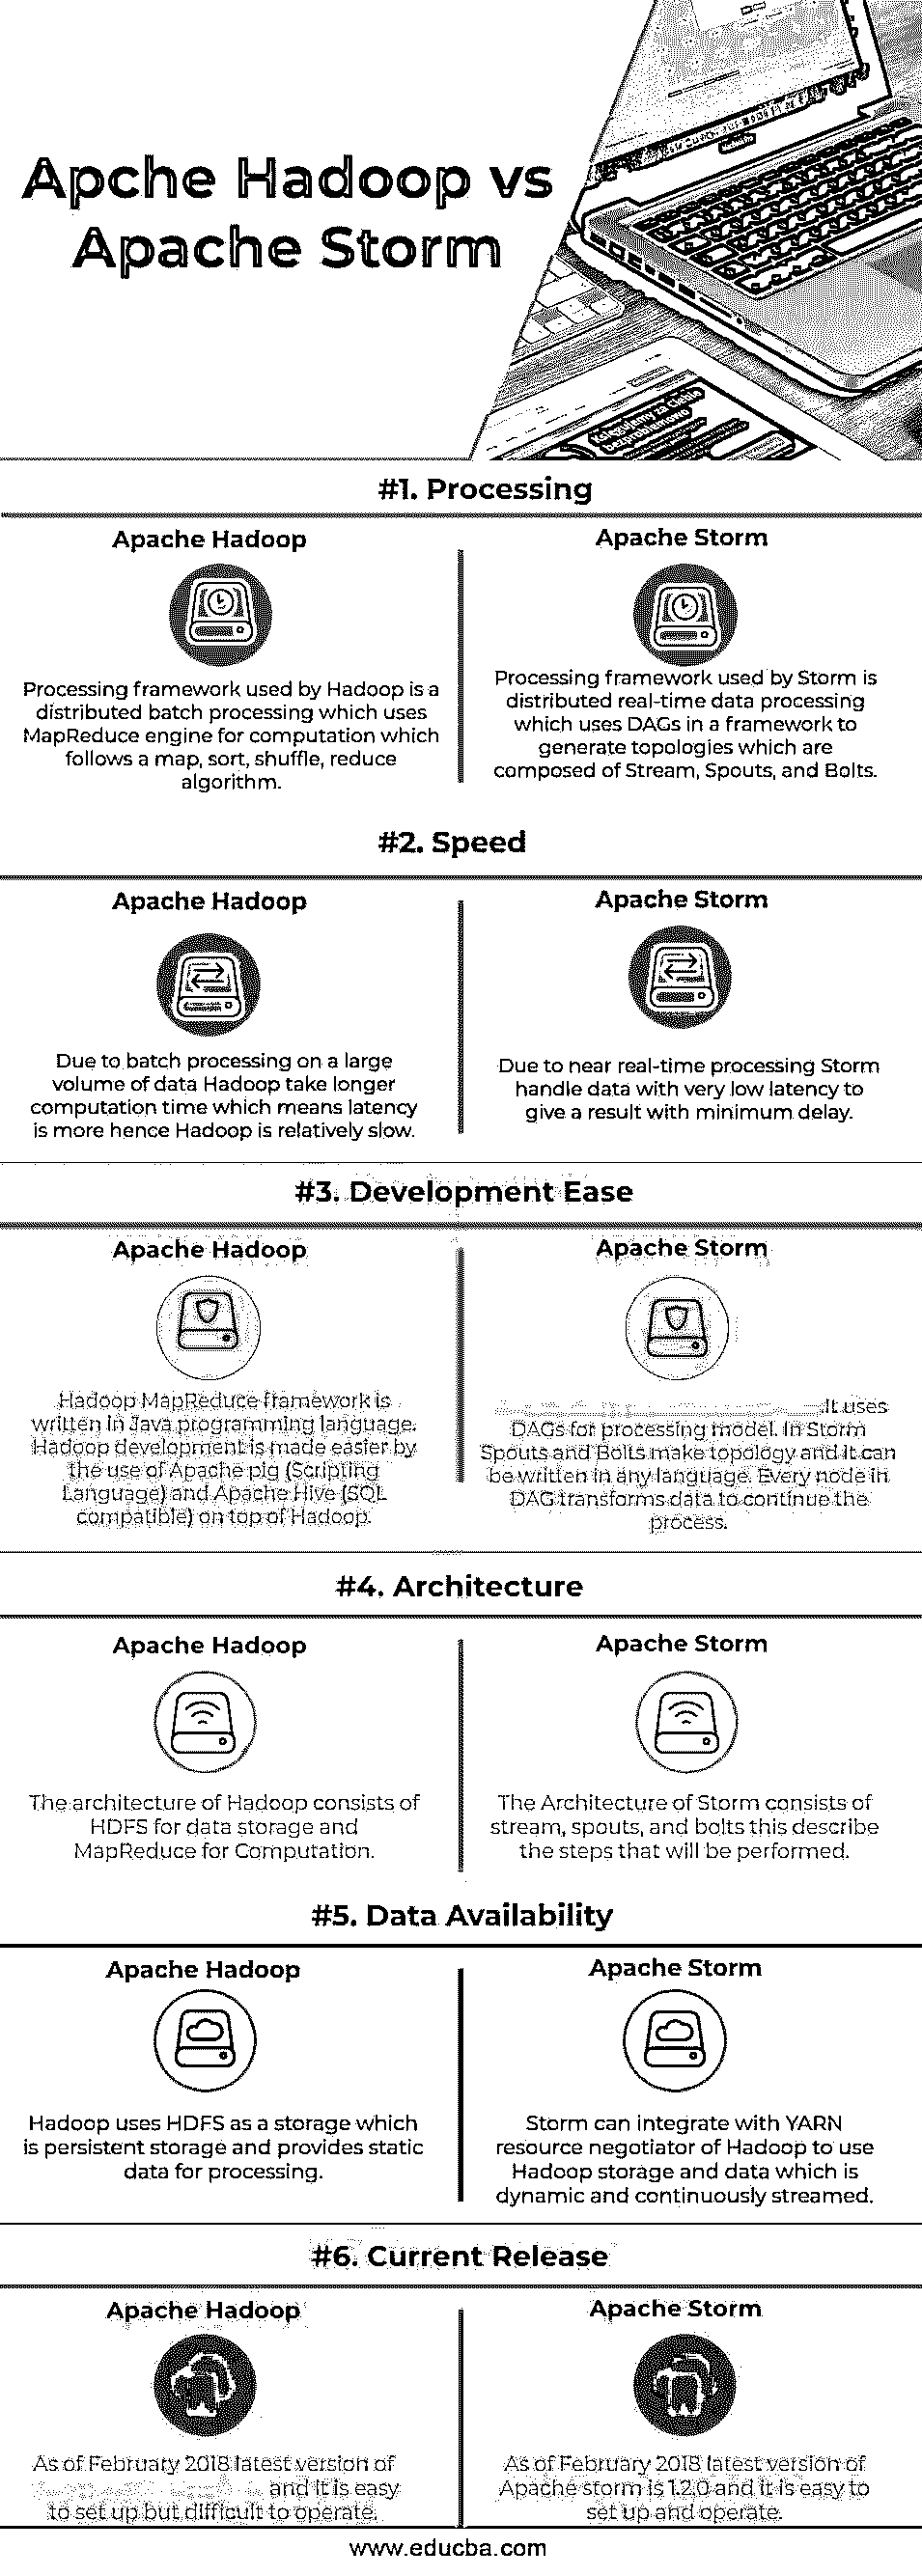 Apche Hadoop vs
Apache Storm
#1. Processing
Apache Hadoop
Processing framework used by Hadoop is a
distributed batch processing which uses
MapReduce engine for computation which
follows a map, sort, shuffle, reduce
algorithm.
Apache Storm
Processing framework used by Storm is
distributed real-time data processing
which uses DAGs in a framework to
generate topologies which are
composed of Stream, Spouts, and Bolts.
#2. Speed
Apache Hadoop
Due to batch processing on a large
volume of data Hadoop take longer
computation time which means latency
is more hence Hadoop is relatively slow.
Apache Storm
Due to near real-time processing Storm
handle data with very low latency to
give a result with minimum delay.
#3. Development Ease
Apache Hadoop
Hadoop MapReduce framework is
written in Java programming language.
Hadoop development is made easier by
the use of Apache pig (Scripting
Language) and Apache Hive (SQL
compatible) on top of Hadoop.
Apache Storm
It uses
DAGs for processing model. In Storm
Spouts and Bolts make topology and it can
be written in any language. Every node in
DAG transforms data to continue the
process.
#4. Architecture
Apache Hadoop
The architecture of Hadoop consists of
HDFS for data storage and
MapReduce for Computation.
Apache Storm
The Architecture of Storm consists of
stream, spouts, and bolts this describe
the steps that will be performed.
#5. Data Availability
Apache Hadoop
Hadoop uses HDFS as a storage which
is persistent storage and provides static
data for processing.
Apache Storm
Storm can integrate with YARN
resource negotiator of Hadoop to use
Hadoop storage and data which is
dynamic and continuously streamed.
#6. Current Release
Apache Hadoop
As of February 2018 latest version of
and it is easy
to set up but difficult to operate.
Apache Storm
As of February 2018 latest version of
Apache storm is 1.2.0 and it is easy to
set up and operate.
www.educba.com